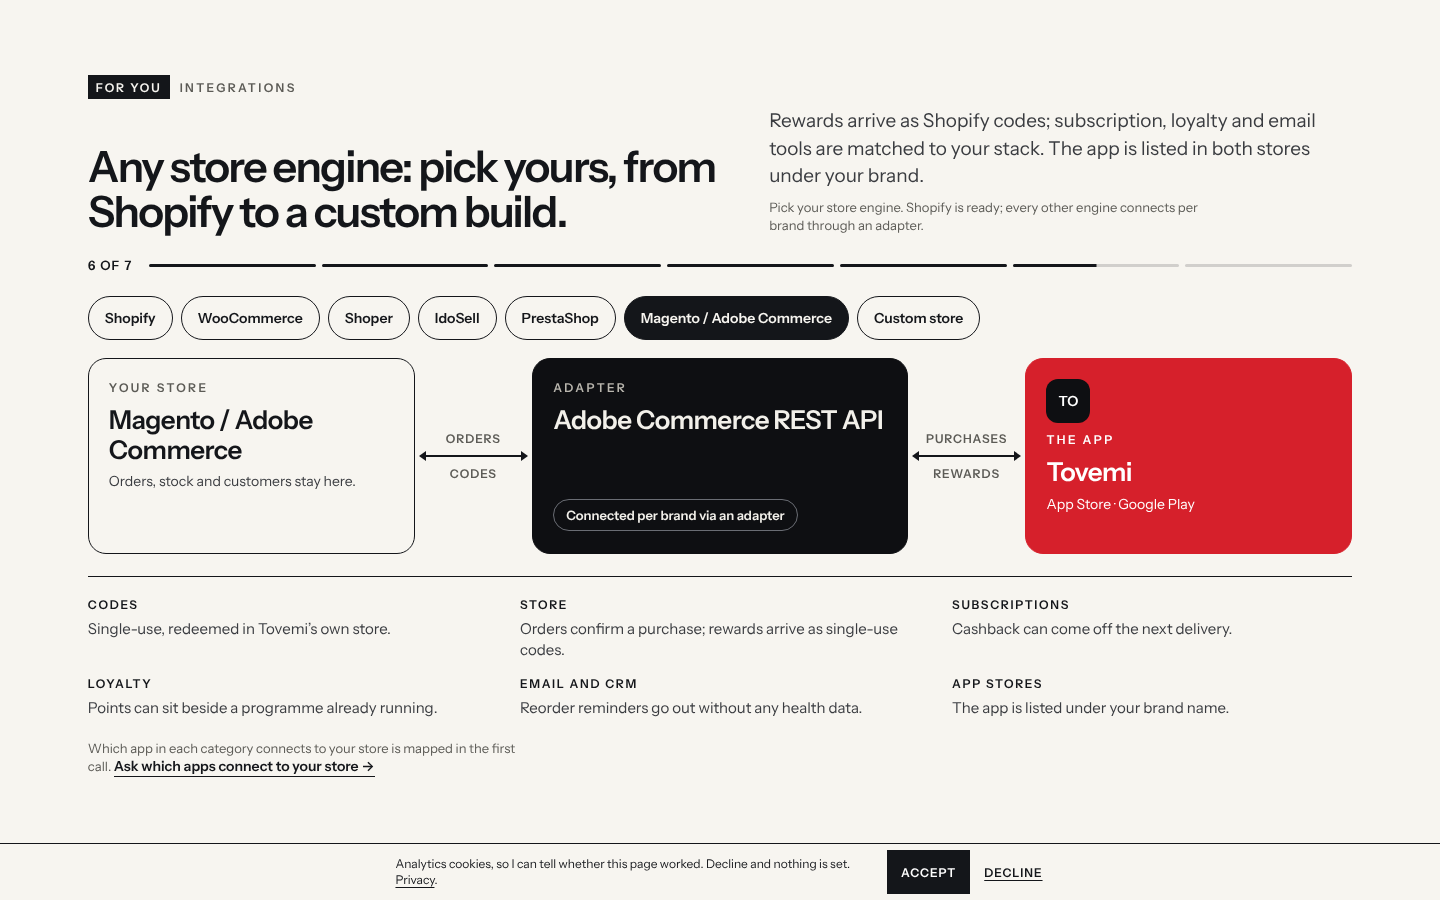 FOR YOU INTEGRATIONS
Any store engine: pick yours, from
Shopify to a custom build.
Rewards arrive as Shopify codes; subscription, loyalty and email
tools are matched to your stack. The app is listed in both stores
under your brand.
Pick your store engine. Shopify is ready; every other engine connects per
brand through an adapter.
6 OF 7
Shopify WooCommerce Shoper IdoSell PrestaShop Magento / Adobe Commerce Custom store
YOUR STORE
Magento / Adobe
Commerce
Orders, stock and customers stay here.
ORDERS
CODES
ADAPTER
Adobe Commerce REST API
Connected per brand via an adapter
PURCHASES
REWARDS
TO
THE APP
Tovemi
App Store · Google Play
CODES
Single-use, redeemed in Tovemi’s own store.
STORE
Orders confirm a purchase; rewards arrive as single-use
codes.
SUBSCRIPTIONS
Cashback can come off the next delivery.
LOYALTY
Points can sit beside a programme already running.
EMAIL AND CRM
Reorder reminders go out without any health data.
APP STORES
The app is listed under your brand name.
Which app in each category connects to your store is mapped in the first
call. Ask which apps connect to your store →
Analytics cookies, so I can tell whether this page worked. Decline and nothing is set.
Privacy.
ACCEPT
DECLINE